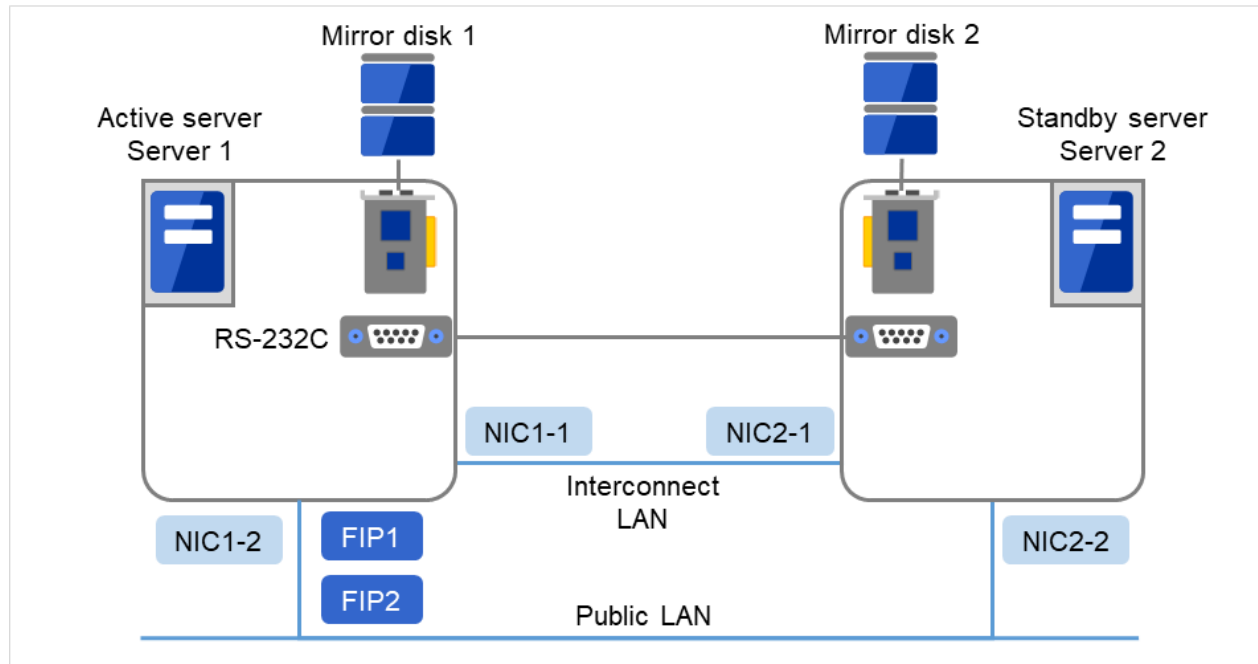 Mirror disk 1
Mirror disk 2
Active server
Server 1
Standby server
Server 2
RS-232C
NIC1-1
NIC2-1
Interconnect
LAN
NIC1-2
FIP1
NIC2-2
FIP2
Public LAN